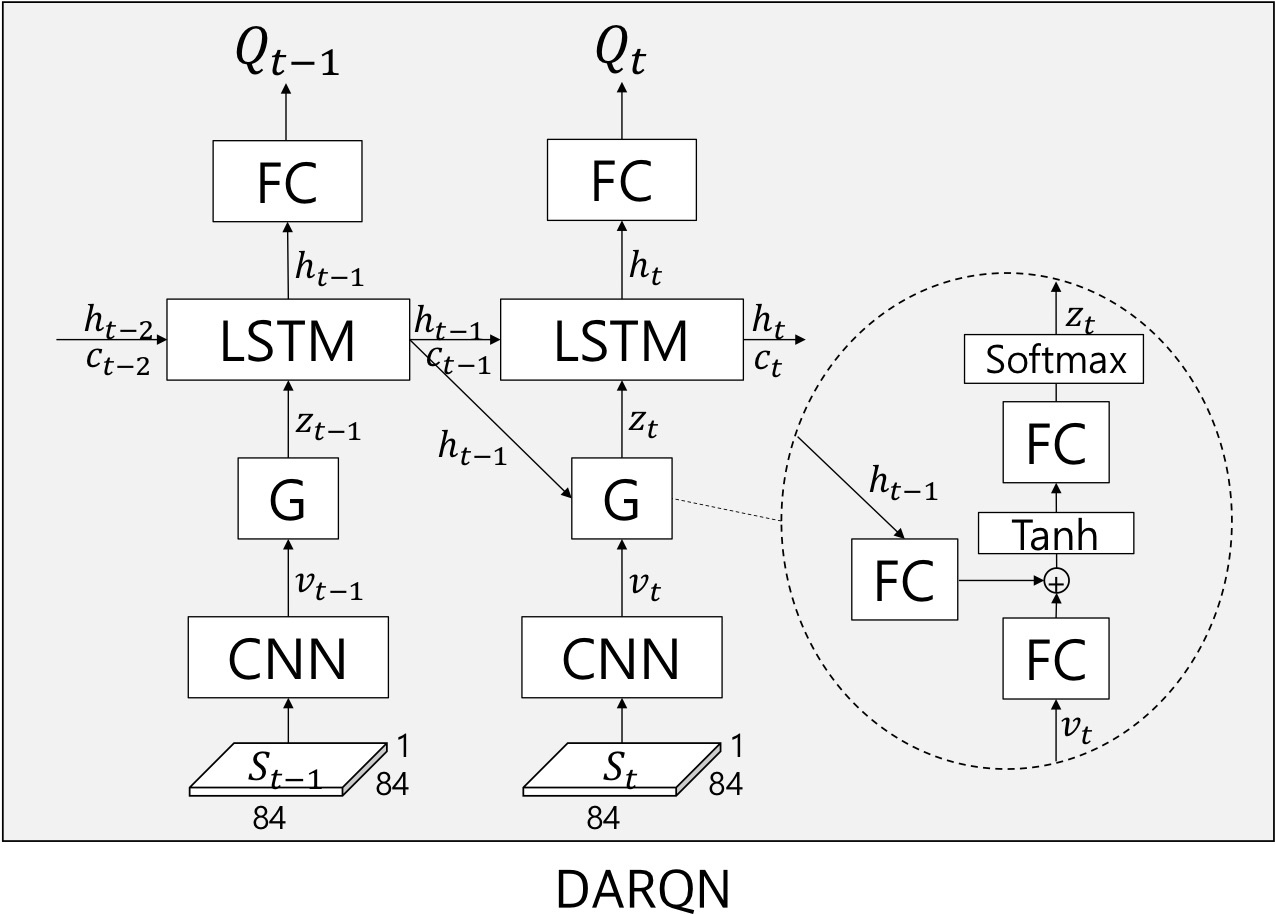 Q_{t−1}
Q_t
FC
FC
h_{t−1}
h_t
h_{t−2}
c_{t−2}
LSTM
h_{t−1}
c_{t−1}
LSTM
h_t
c_t
z_{t−1}
h_{t−1}
z_t
G
G
v_{t−1}
v_t
CNN
CNN
S_{t−1}
1
84
84
S_t
1
84
84
z_t
Softmax
FC
h_{t−1}
Tanh
FC
+
FC
v_t
DARQN